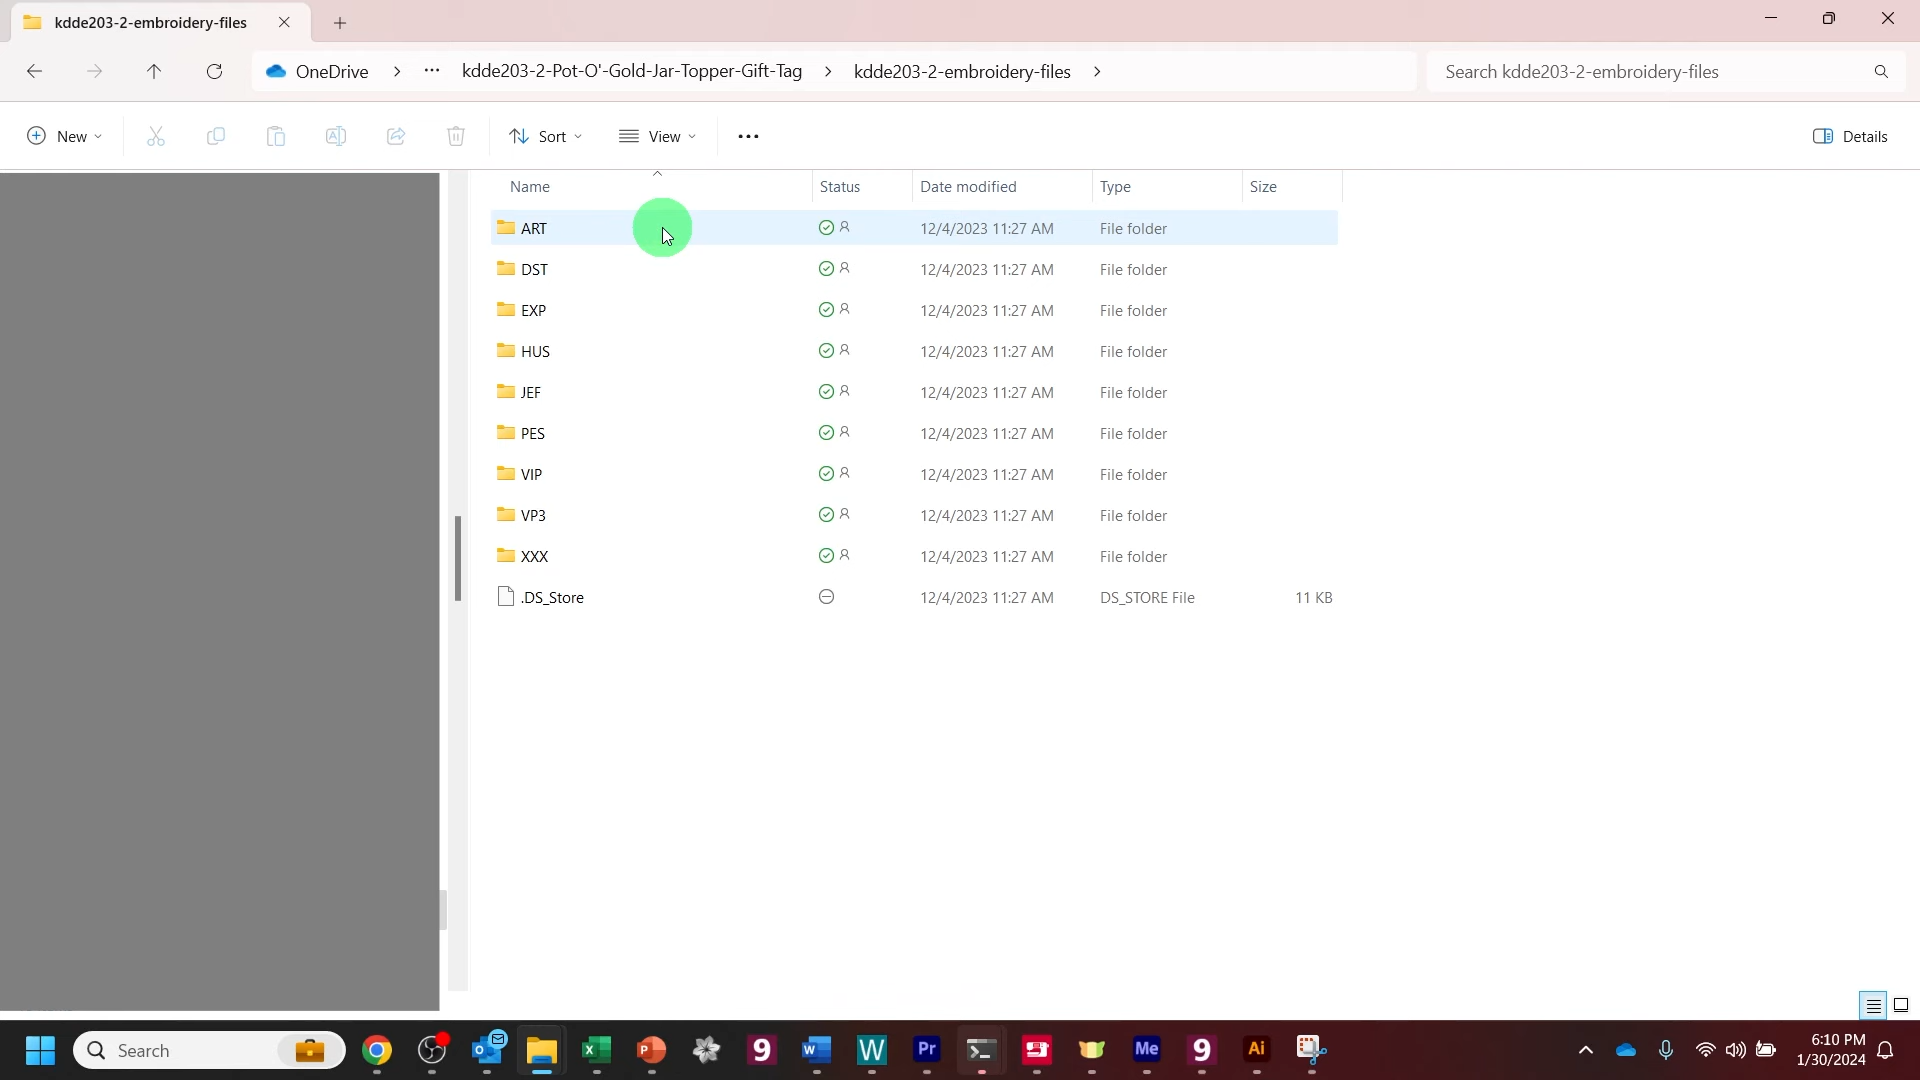 kdde203-2-embroidery-files
OneDrive > ... kdde203-2-Pot-O'-Gold-Jar-Topper-Gift-Tag > kdde203-2-embroidery-files >
Search kdde203-2-embroidery-files
New Sort View ... Details
Name Status Date modified Type Size
ART 12/4/2023 11:27 AM File folder
DST 12/4/2023 11:27 AM File folder
EXP 12/4/2023 11:27 AM File folder
HUS 12/4/2023 11:27 AM File folder
JEF 12/4/2023 11:27 AM File folder
PES 12/4/2023 11:27 AM File folder
VIP 12/4/2023 11:27 AM File folder
VP3 12/4/2023 11:27 AM File folder
XXX 12/4/2023 11:27 AM File folder
.DS_Store 12/4/2023 11:27 AM DS_STORE File 11 KB
Search 9 W W Pr Me 9 Ai 6:10 PM
1/30/2024